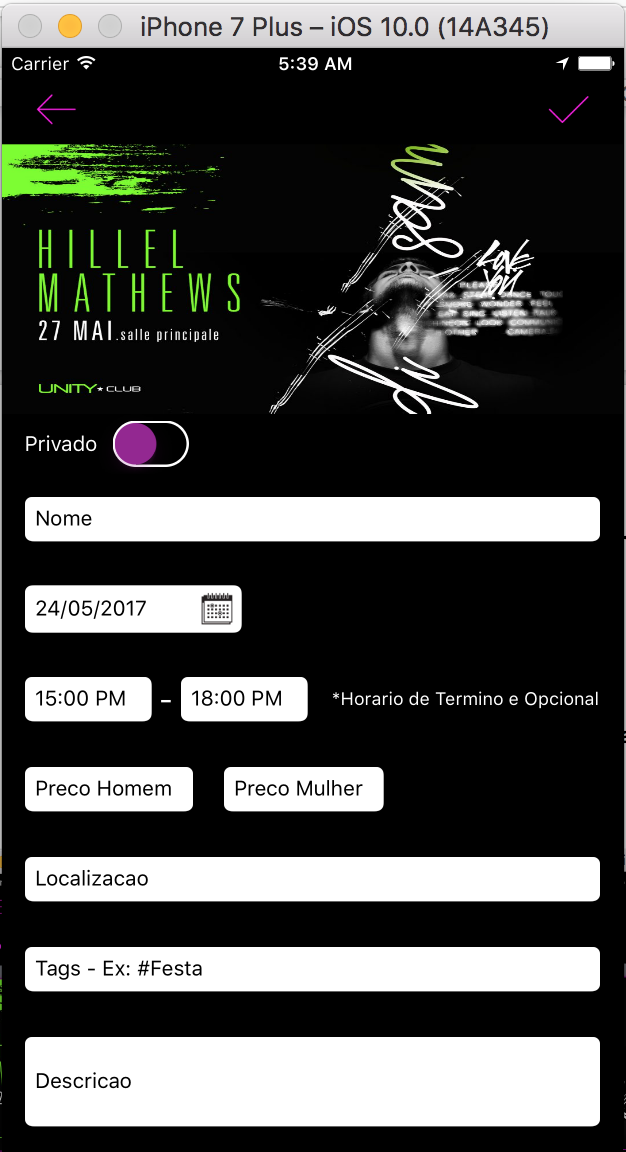 iPhone 7 Plus – iOS 10.0 (14A345)
Carrier 5:39 AM
HILLEL
MATHEWS
27 MAI.salle principale
UNITY★CLUB
LOVE
YOU
Privado
Nome
24/05/2017
15:00 PM – 18:00 PM *Horario de Termino e Opcional
Preco Homem Preco Mulher
Localizacao
Tags - Ex: #Festa
Descricao